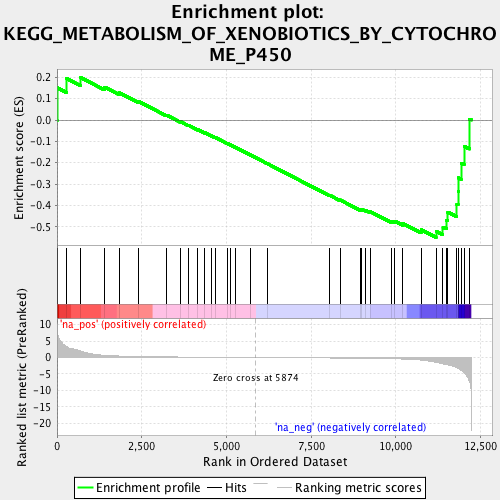 Enrichment plot:
KEGG_METABOLISM_OF_XENOBIOTICS_BY_CYTOCHRO
ME_P450
Enrichment score (ES)
0.2
0.1
0.0
-0.1
-0.2
-0.3
-0.4
-0.5
'na_pos' (positively correlated)
Ranked list metric (PreRanked)
10
5
0
-5
-10
-15
-20
Zero cross at 5874
'na_neg' (negatively correlated)
0
2,500
5,000
7,500
10,000
12,500
Rank in Ordered Dataset
Enrichment profile
Hits
Ranking metric scores